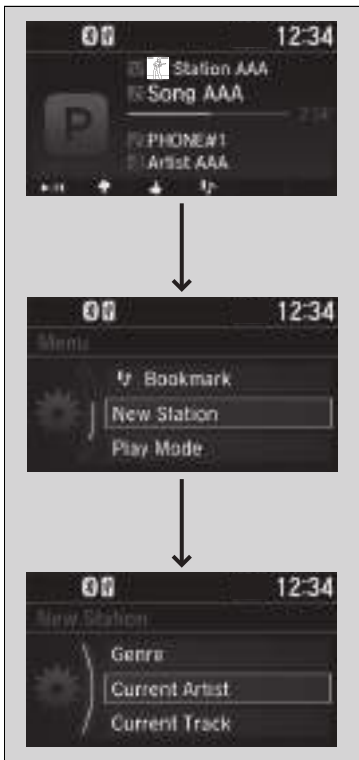 12:34
Station AAA
Song AAA
P
PHONE#1
Artist AAA
12:34
Menu
Bookmark
New Station
Play Mode
12:34
New Station
Genre
Current Artist
Current Track